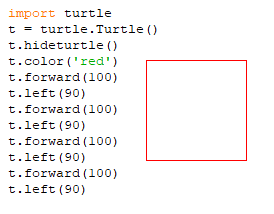 import turtle
t = turtle.Turtle()
t.hideturtle()
t.color('red')
t.forward(100)
t.left(90)
t.forward(100)
t.left(90)
t.forward(100)
t.left(90)
t.forward(100)
t.left(90)